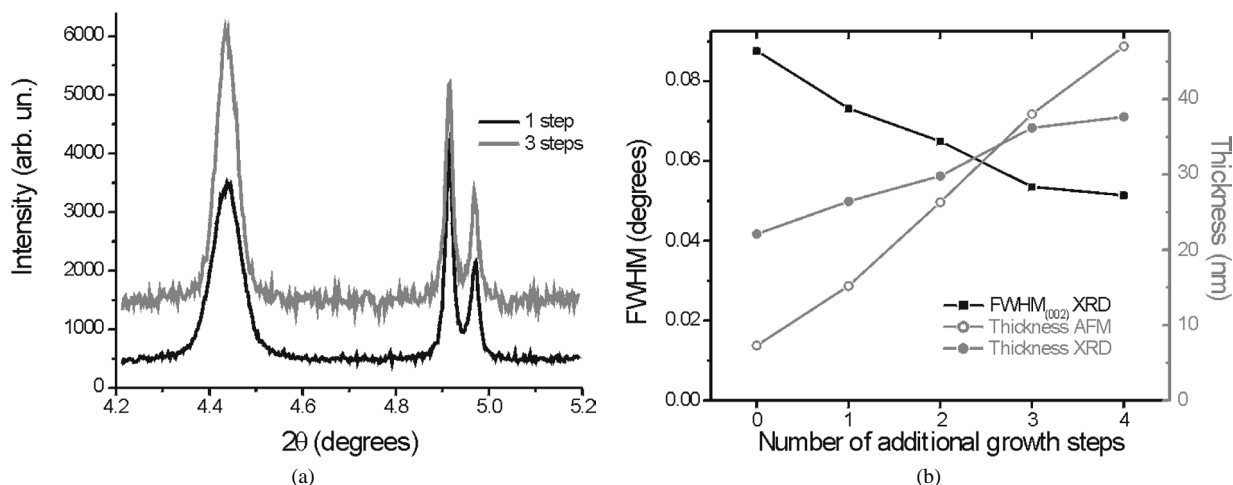 6000
5000
4000
3000
2000
1000
0
Intensity (arb. un.)
1 step
3 steps
4.2 4.4 4.6 4.8 5.0 5.2
2θ (degrees)
(a)
0.08
0.06
0.04
0.02
0.00
FWHM (degrees)
FWHM(002) XRD
Thickness AFM
Thickness XRD
40
30
20
10
0
Thickness (nm)
0 1 2 3 4
Number of additional growth steps
(b)